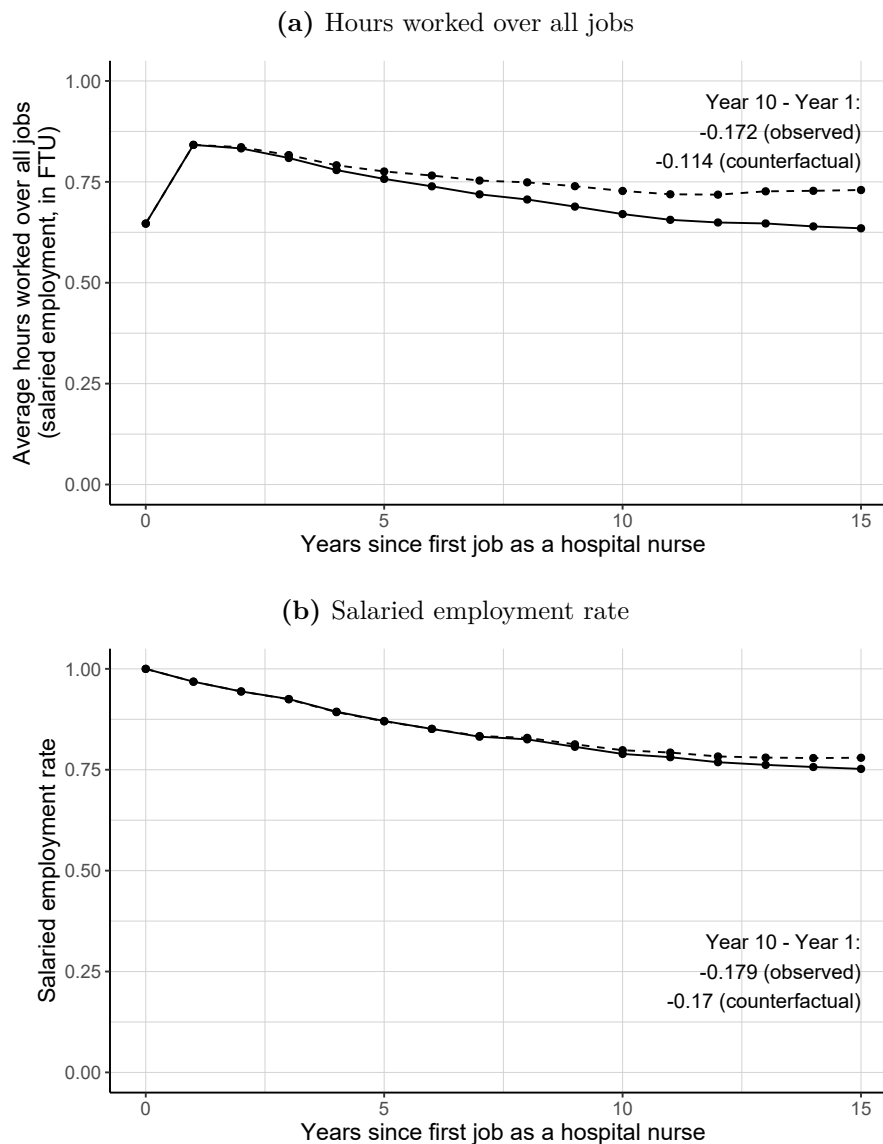 (a) Hours worked over all jobs
Average hours worked over all jobs
(salaried employment, in FTU)
1.00
0.75
0.50
0.25
0.00
Year 10 - Year 1:
-0.172 (observed)
-0.114 (counterfactual)
0 5 10 15
Years since first job as a hospital nurse
(b) Salaried employment rate
Salaried employment rate
1.00
0.75
0.50
0.25
0.00
Year 10 - Year 1:
-0.179 (observed)
-0.17 (counterfactual)
0 5 10 15
Years since first job as a hospital nurse